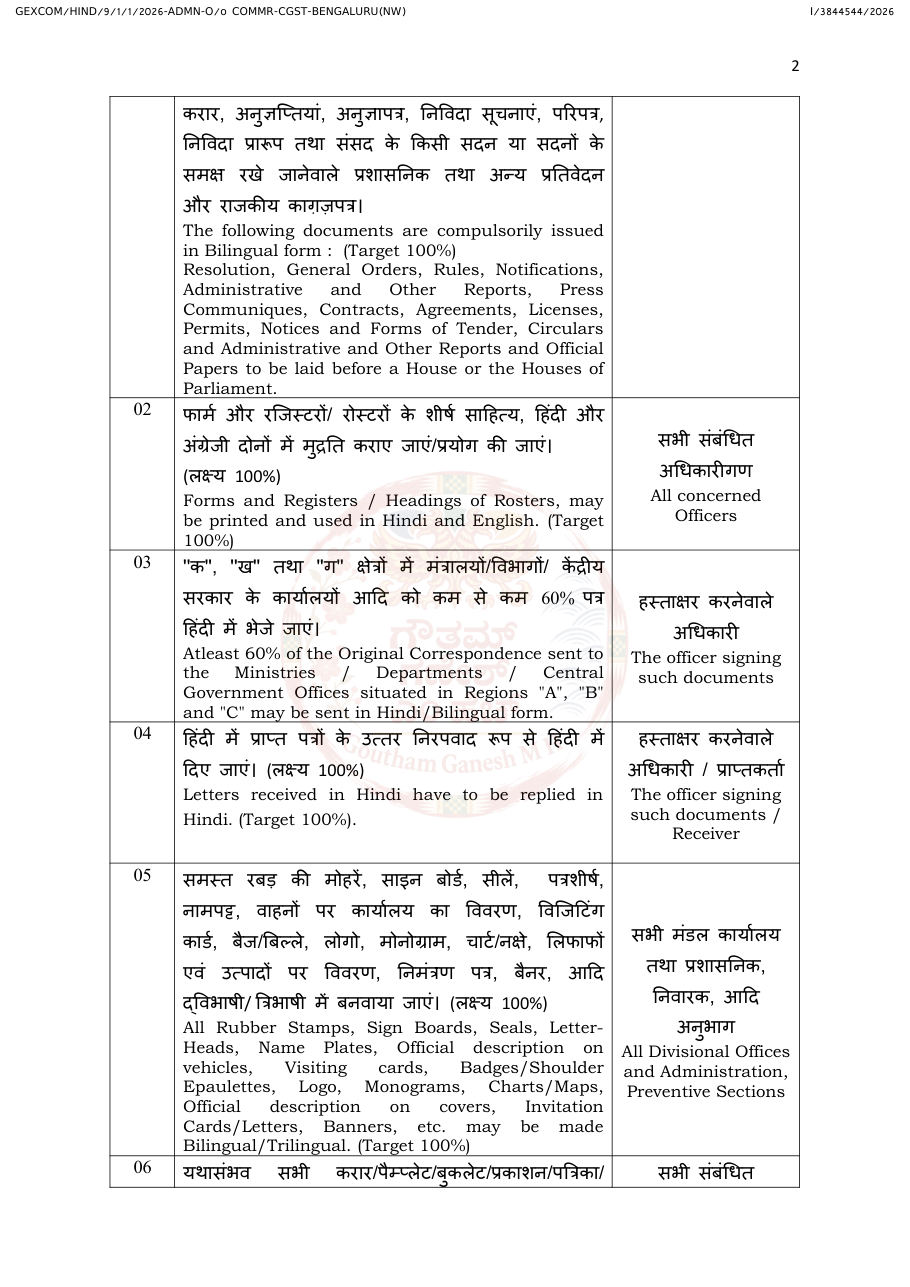 GEXCOM/HIND/9/1/1/2026-ADMN-O/o COMMR-CGST-BENGALURU(NW)
I/3844544/2026
2
करार, अनुज्ञप्तियां, अनुज्ञापत्र, निविदा सूचनाएं, परिपत्र,
निविदा प्रारूप तथा संसद के किसी सदन या सदनों के
समक्ष रखे जानेवाले प्रशासनिक तथा अन्य प्रतिवेदन
और राजकीय कागज़पत्र।
The following documents are compulsorily issued
in Bilingual form : (Target 100%)
Resolution, General Orders, Rules, Notifications,
Administrative and Other Reports, Press
Communiques, Contracts, Agreements, Licenses,
Permits, Notices and Forms of Tender, Circulars
and Administrative and Other Reports and Official
Papers to be laid before a House or the Houses of
Parliament.
02
फार्म और रजिस्टरों/ रोस्टरों के शीर्ष साहित्य, हिंदी और
अंग्रेजी दोनों में मुद्रति कराए जाएं/प्रयोग की जाएं।
(लक्ष्य 100%)
Forms and Registers / Headings of Rosters, may
be printed and used in Hindi and English. (Target
100%)
सभी संबंधित
अधिकारीगण
All concerned
Officers
03
"क", "ख" तथा "ग" क्षेत्रों में मंत्रालयों/विभागों/ केंद्रीय
सरकार के कार्यालयों आदि को कम से कम 60% पत्र
हिंदी में भेजे जाएं।
Atleast 60% of the Original Correspondence sent to
the Ministries / Departments / Central
Government Offices situated in Regions "A", "B"
and "C" may be sent in Hindi/Bilingual form.
हस्ताक्षर करनेवाले
अधिकारी
The officer signing
such documents
04
हिंदी में प्राप्त पत्रों के उत्तर निरपवाद रूप से हिंदी में
दिए जाएं। (लक्ष्य 100%)
Letters received in Hindi have to be replied in
Hindi. (Target 100%).
हस्ताक्षर करनेवाले
अधिकारी / प्राप्तकर्ता
The officer signing
such documents /
Receiver
05
समस्त रबड़ की मोहरें, साइन बोर्ड, सीलें, पत्रशीर्ष,
नामपट्ट, वाहनों पर कार्यालय का विवरण, विजिटिंग
कार्ड, बैज/बिल्ले, लोगो, मोनोग्राम, चार्ट/नक्षे, लिफाफों
एवं उत्पादों पर विवरण, निमंत्रण पत्र, बैनर, आदि
द्विभाषी/ त्रिभाषी में बनवाया जाएं। (लक्ष्य 100%)
All Rubber Stamps, Sign Boards, Seals, Letter-
Heads, Name Plates, Official description on
vehicles, Visiting cards, Badges/Shoulder
Epaulettes, Logo, Monograms, Charts/Maps,
Official description on covers, Invitation
Cards/Letters, Banners, etc. may be made
Bilingual/Trilingual. (Target 100%)
सभी मंडल कार्यालय
तथा प्रशासनिक,
निवारक, आदि
अनुभाग
All Divisional Offices
and Administration,
Preventive Sections
06
यथासंभव सभी करार/पैम्प्लेट/बुकलेट/प्रकाशन/पत्रिका/
सभी संबंधित
ಗೌತಮ್
Goutham Ganesh M